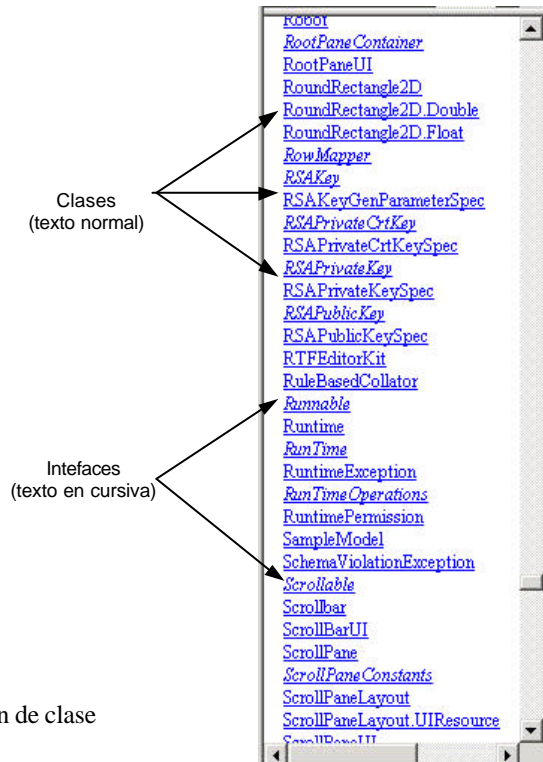 Robot
RootPaneContainer
RootPaneUI
RoundRectangle2D
RoundRectangle2D.Double
RoundRectangle2D.Float
RowMapper
RSAKey
RSAKeyGenParameterSpec
RSAPrivateCrtKey
RSAPrivateCrtKeySpec
RSAPrivateKey
RSAPrivateKeySpec
RSAPublicKey
RSAPublicKeySpec
RTFEditorKit
RuleBasedCollator
Runnable
Runtime
RunTime
RuntimeException
RunTimeOperations
RuntimePermission
SampleModel
SchemaViolationException
Scrollable
Scrollbar
ScrollBarUI
ScrollPane
ScrollPaneConstants
ScrollPaneLayout
ScrollPaneLayout.UIResource
ScrollPaneUI
Clases
(texto normal)
Intefaces
(texto en cursiva)
n de clase